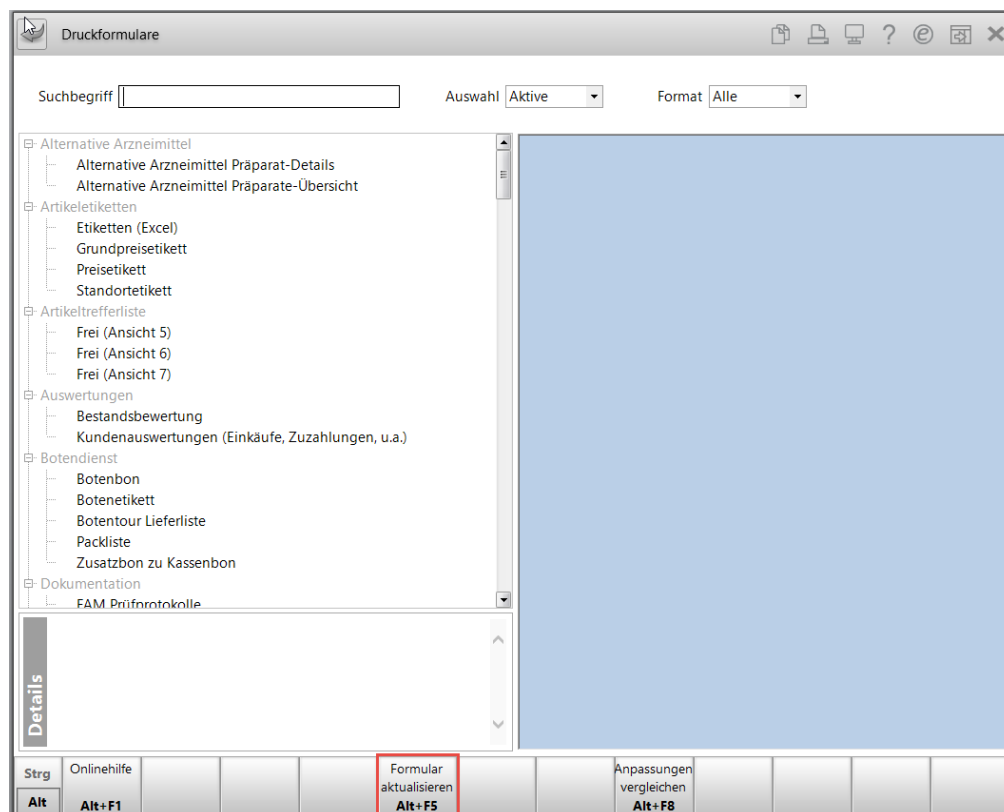 Druckformulare
Suchbegriff
Auswahl Aktive
Format Alle
Alternative Arzneimittel
Alternative Arzneimittel Präparat-Details
Alternative Arzneimittel Präparate-Übersicht
Artikeletiketten
Etiketten (Excel)
Grundpreisetikett
Preisetikett
Standortetikett
Artikeltrefferliste
Frei (Ansicht 5)
Frei (Ansicht 6)
Frei (Ansicht 7)
Auswertungen
Bestandsbewertung
Kundenauswertungen (Einkäufe, Zuzahlungen, u.a.)
Botendienst
Botenbon
Botenetikett
Botentour Lieferliste
Packliste
Zusatzbon zu Kassenbon
Dokumentation
FAM Prüfprotokolle
Details
Strg
Alt
Onlinehilfe
Alt+F1
Formular
aktualisieren
Alt+F5
Anpassungen
vergleichen
Alt+F8